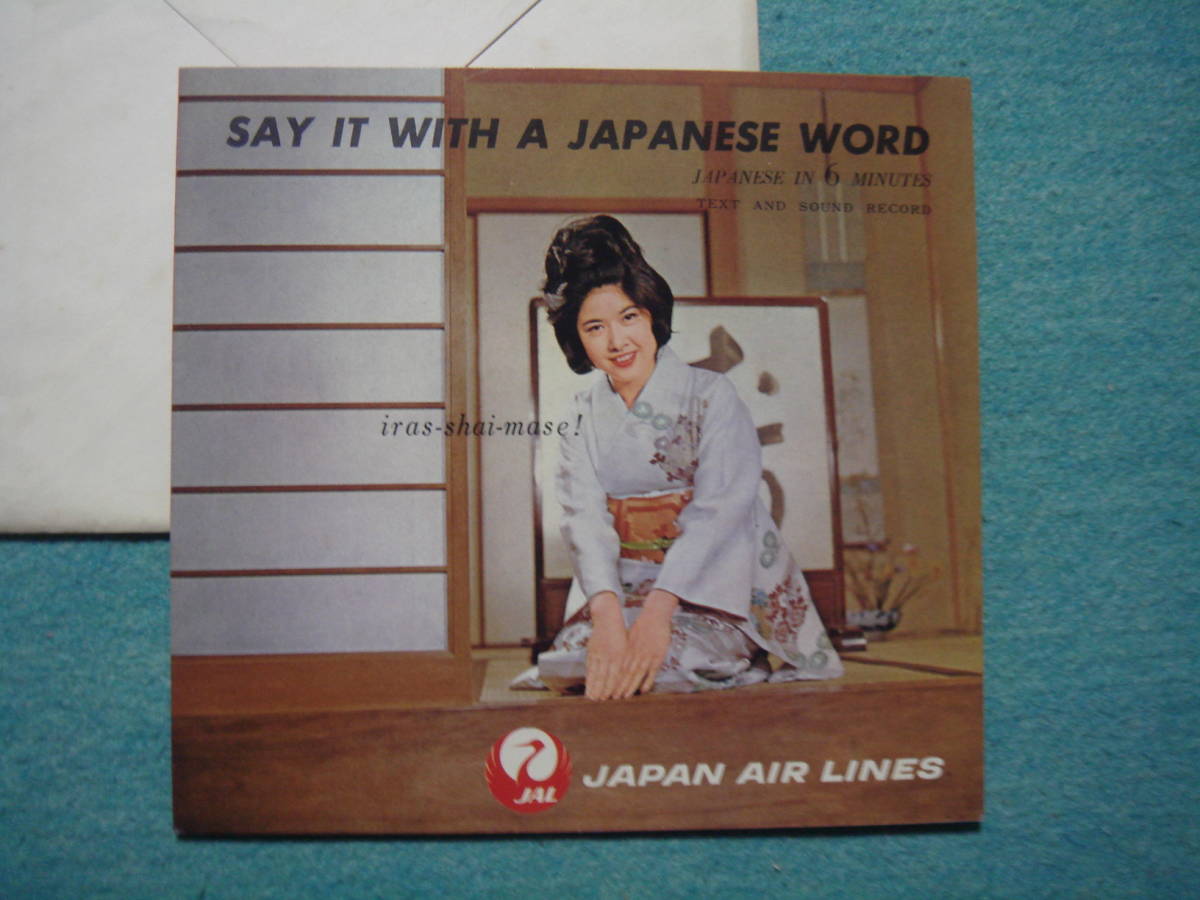 SAY IT WITH A JAPANESE WORD
JAPANESE IN 6 MINUTES
TEXT AND SOUND RECORD
iras-shai-mase!
JAL JAPAN AIR LINES